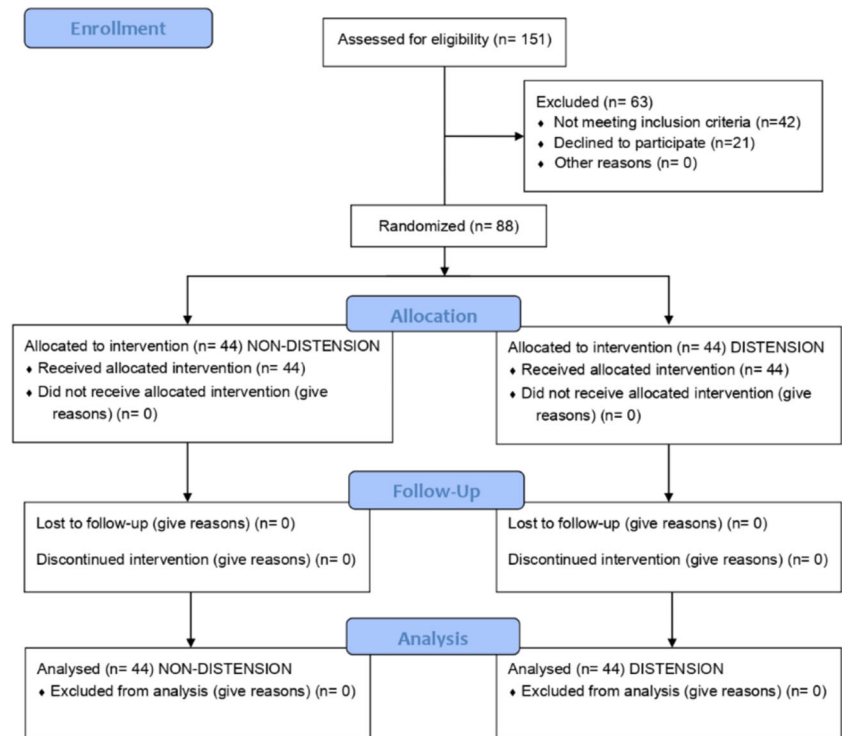 Enrollment
Assessed for eligibility (n= 151)
Excluded (n= 63)
♦ Not meeting inclusion criteria (n=42)
♦ Declined to participate (n=21)
♦ Other reasons (n= 0)
Randomized (n= 88)
Allocation
Allocated to intervention (n= 44) NON-DISTENSION
♦ Received allocated intervention (n= 44)
♦ Did not receive allocated intervention (give
reasons) (n= 0)
Allocated to intervention (n= 44) DISTENSION
♦ Received allocated intervention (n= 44)
♦ Did not receive allocated intervention (give
reasons) (n= 0)
Follow-Up
Lost to follow-up (give reasons) (n= 0)
Discontinued intervention (give reasons) (n= 0)
Lost to follow-up (give reasons) (n= 0)
Discontinued intervention (give reasons) (n= 0)
Analysis
Analysed (n= 44) NON-DISTENSION
♦ Excluded from analysis (give reasons) (n= 0)
Analysed (n= 44) DISTENSION
♦ Excluded from analysis (give reasons) (n= 0)